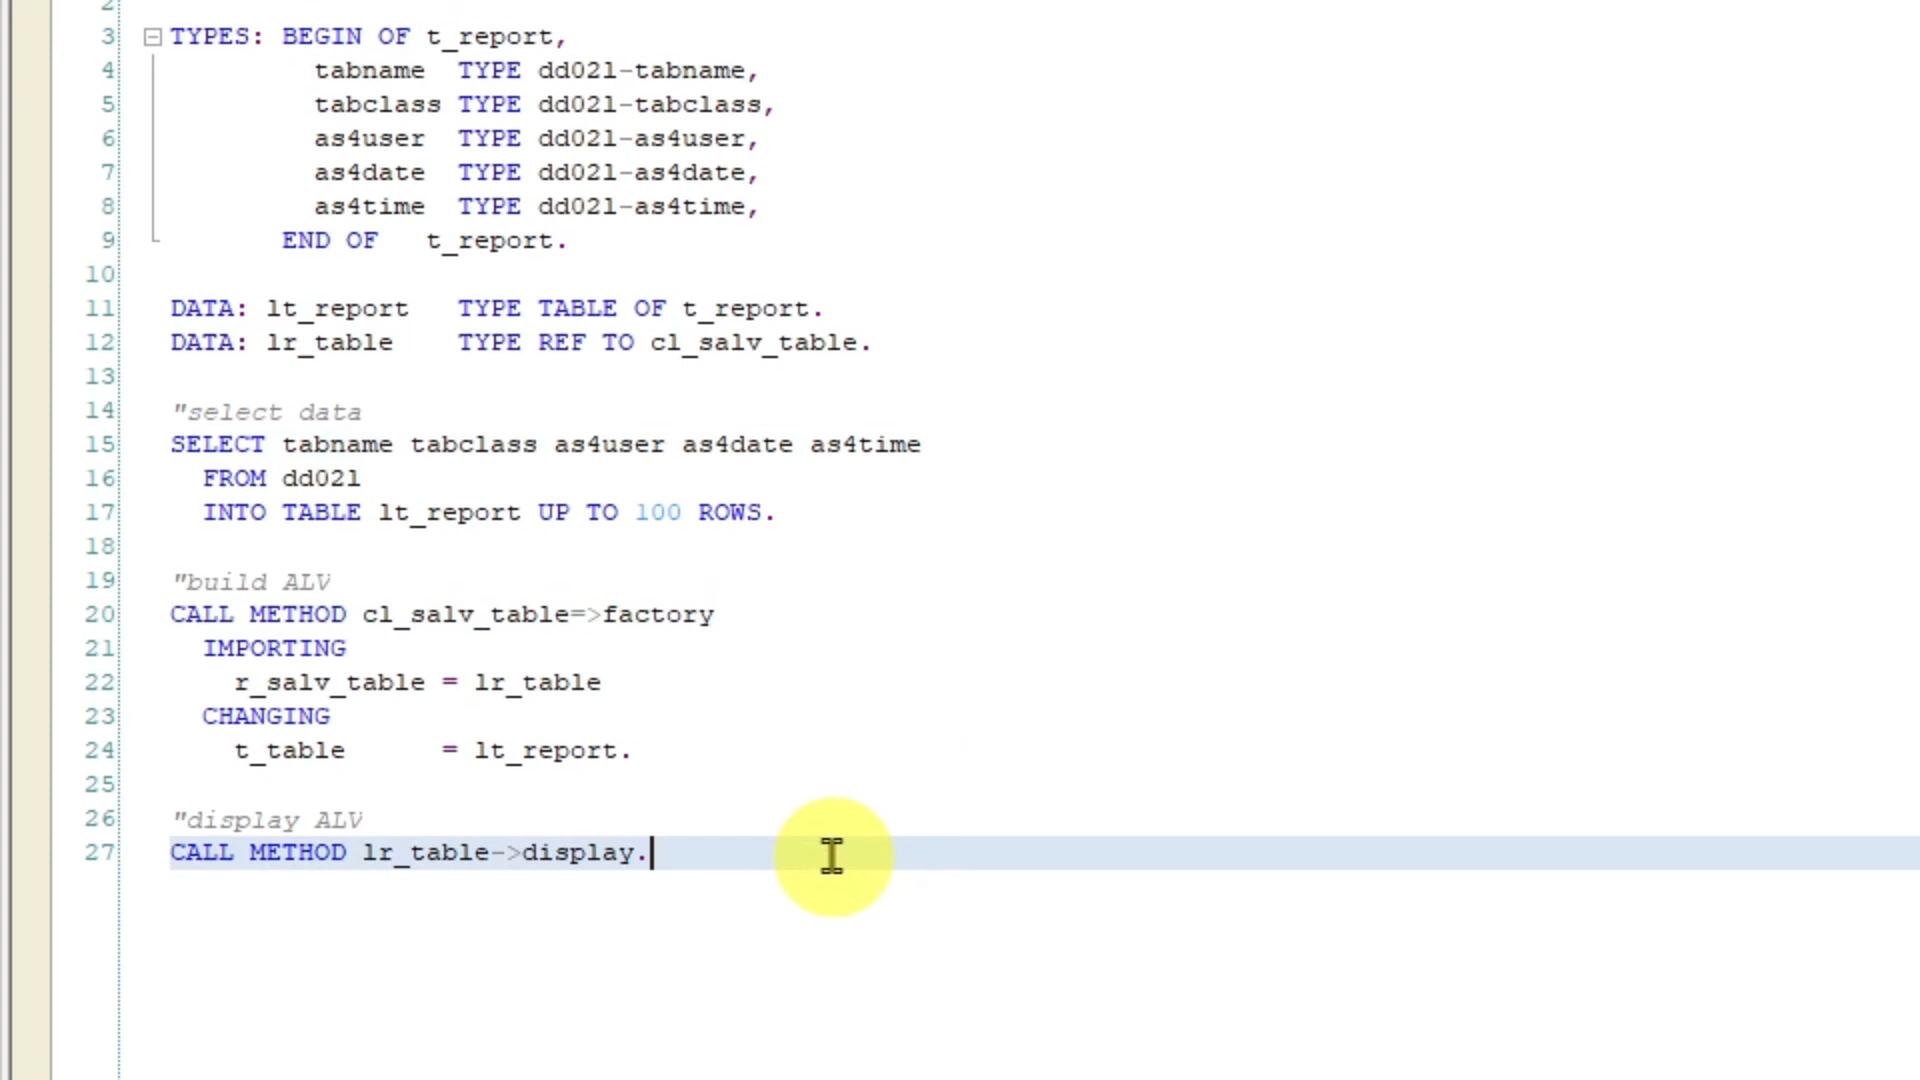 2
3 TYPES: BEGIN OF t_report,
4 tabname TYPE dd02l-tabname,
5 tabclass TYPE dd02l-tabclass,
6 as4user TYPE dd02l-as4user,
7 as4date TYPE dd02l-as4date,
8 as4time TYPE dd02l-as4time,
9 END OF t_report.
10
11 DATA: lt_report TYPE TABLE OF t_report.
12 DATA: lr_table TYPE REF TO cl_salv_table.
13
14 "select data
15 SELECT tabname tabclass as4user as4date as4time
16 FROM dd02l
17 INTO TABLE lt_report UP TO 100 ROWS.
18
19 "build ALV
20 CALL METHOD cl_salv_table=>factory
21 IMPORTING
22 r_salv_table = lr_table
23 CHANGING
24 t_table = lt_report.
25
26 "display ALV
27 CALL METHOD lr_table->display.